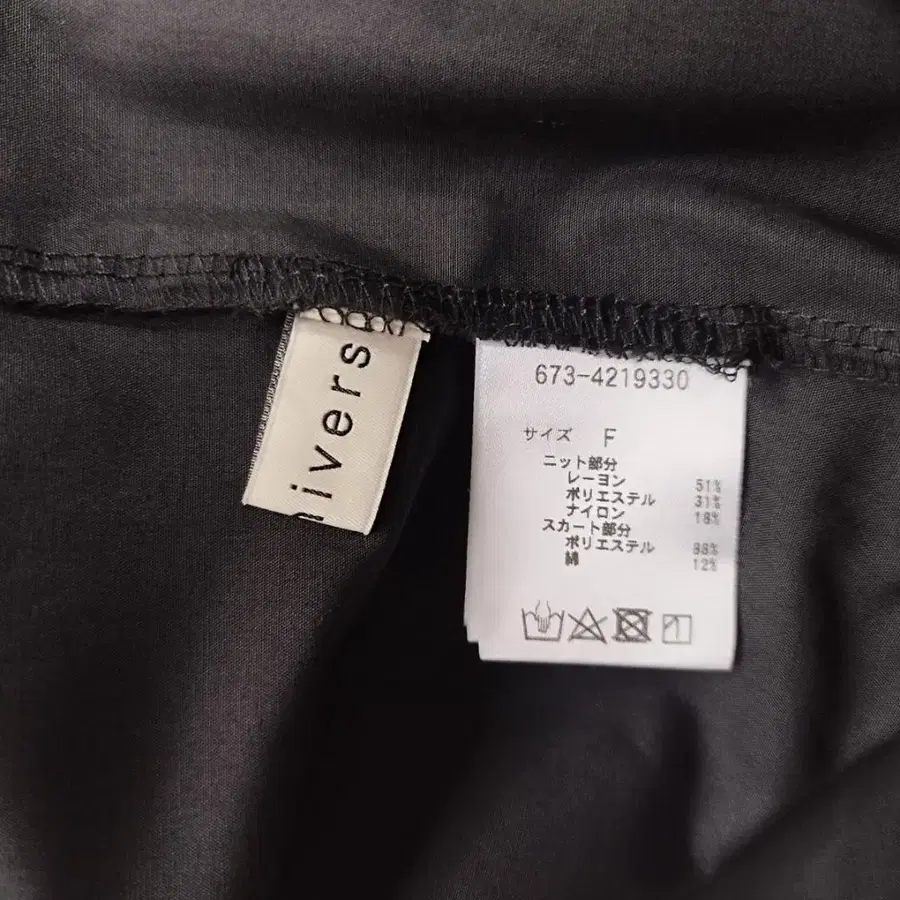 nivers
673-4219330
サイズ F
ニット部分
レーヨン 51%
ポリエステル 31%
ナイロン 18%
スカート部分
ポリエステル 88%
綿 12%